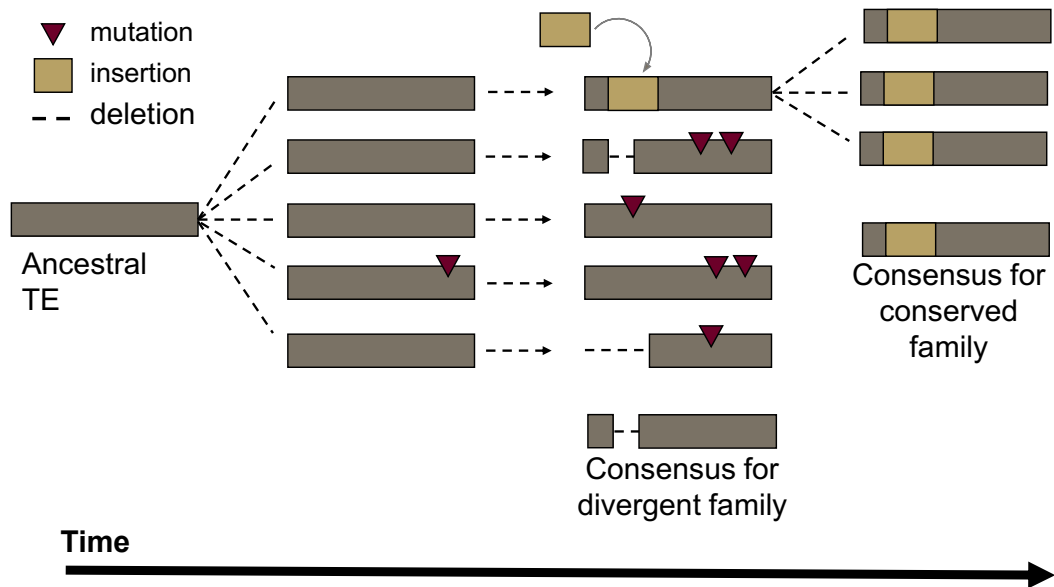 mutation
insertion
deletion
Ancestral
TE
Consensus for
conserved
family
Consensus for
divergent family
Time